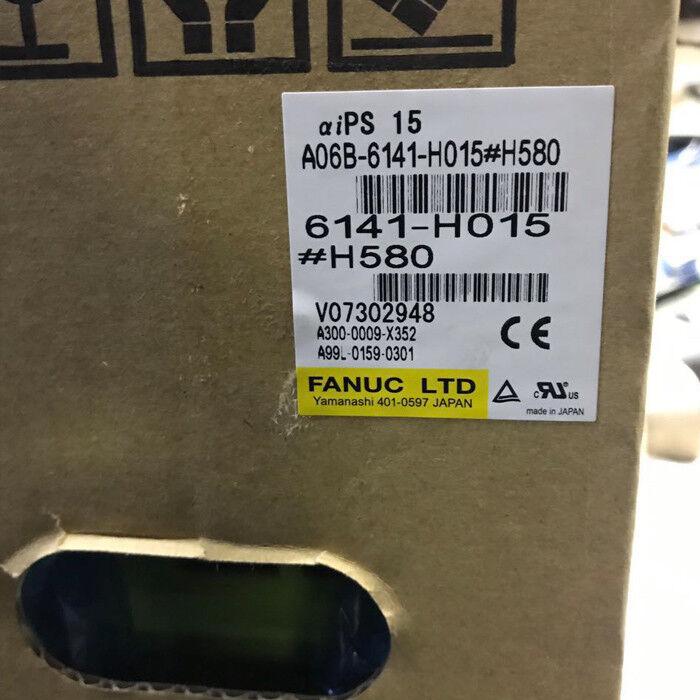 αiPS 15
A06B-6141-H015#H580
6141-H015
#H580
V07302948
A300-0009-X352
A99L-0159-0301
CE
FANUC LTD
Yamanashi 401-0597 JAPAN
c RU US
made in JAPAN